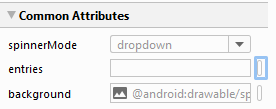 Common Attributes
spinnerMode dropdown
entries
background @android:drawable/sp